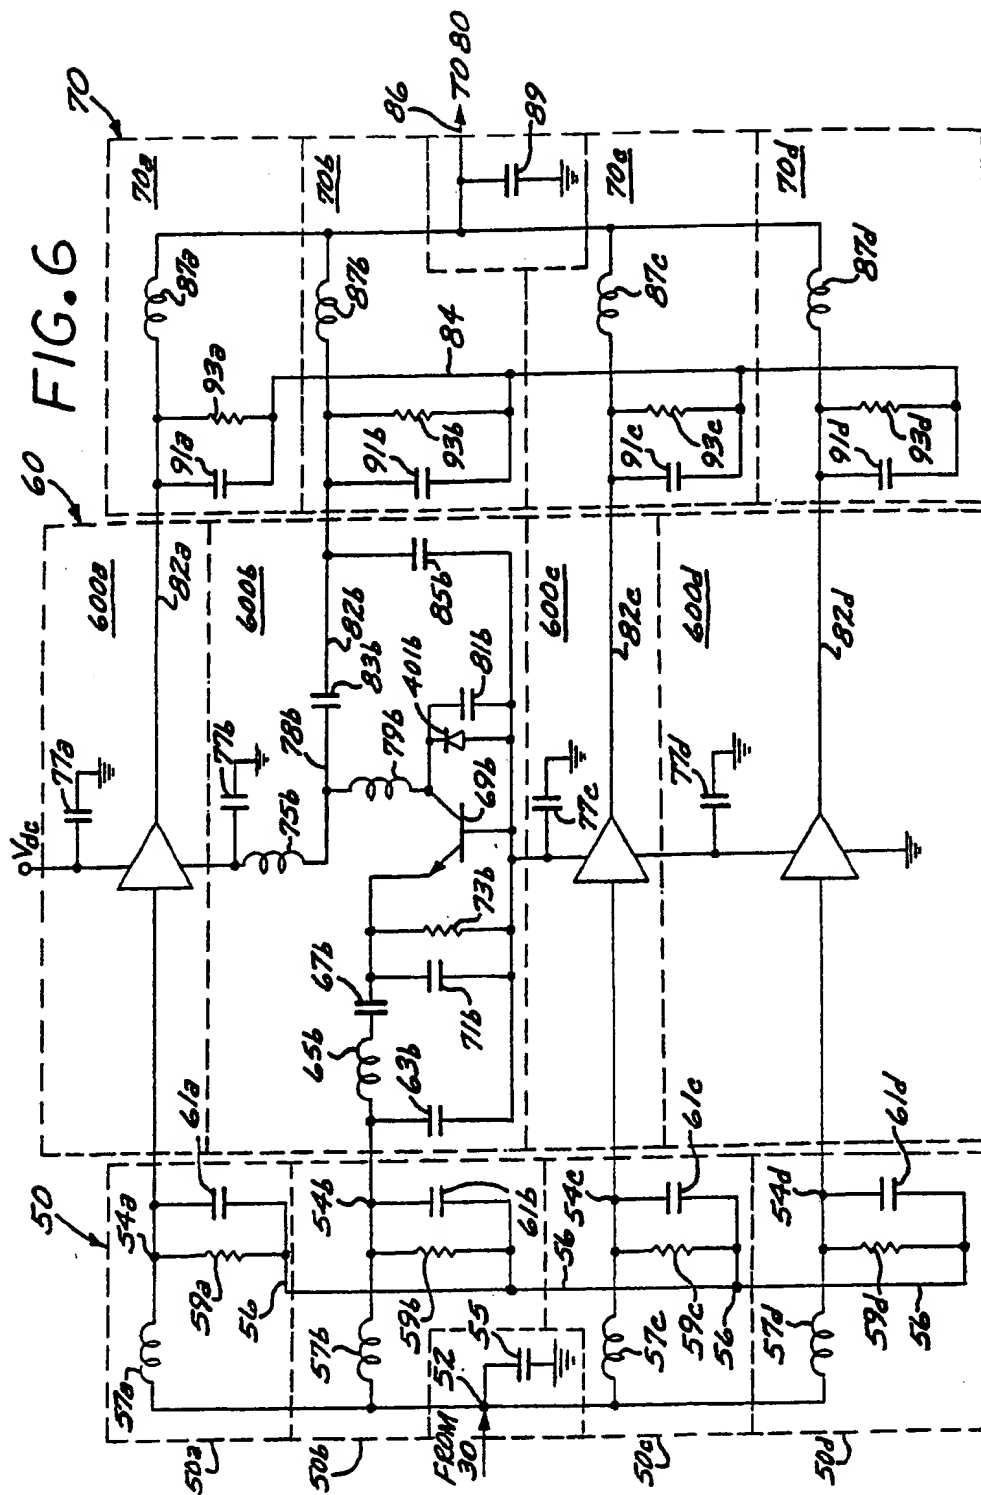 FIG. 6
70
70a
70b
86
TO 80
89
70c
70d
87a
87b
87c
87d
84
93a
91a
91b
93b
91c
93c
91d
93d
60
600a
600b
600c
600d
82a
82b
82c
82d
Vdc
77a
77b
75b
78b
83b
85b
79b
401b
81b
69b
77c
77d
73b
67b
71b
65b
63b
50
54a
61a
59a
56
57a
50a
54b
61b
59b
57b
50b
56
55
52
FROM
30
54c
61c
59c
56
57c
50c
54d
61d
59d
56
57d
50d